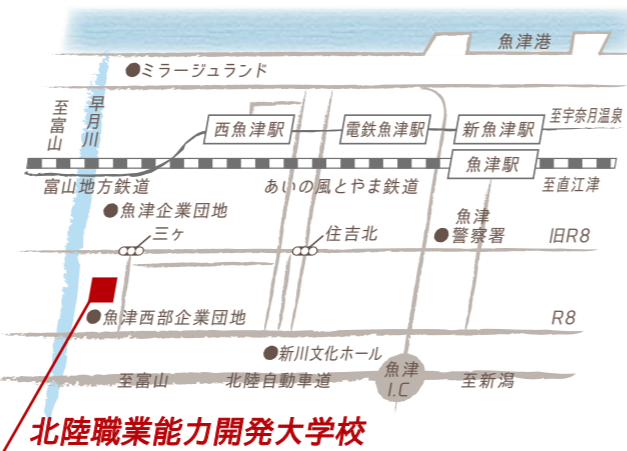 魚津港
ミラージュランド
至富山
早月川
西魚津駅
電鉄魚津駅
新魚津駅
至宇奈月温泉
魚津駅
富山地方鉄道
あいの風とやま鉄道
至直江津
魚津企業団地
三ケ
住吉北
魚津
警察署
旧R8
魚津西部企業団地
R8
新川文化ホール
魚津
I.C
至富山
北陸自動車道
至新潟
北陸職業能力開発大学校